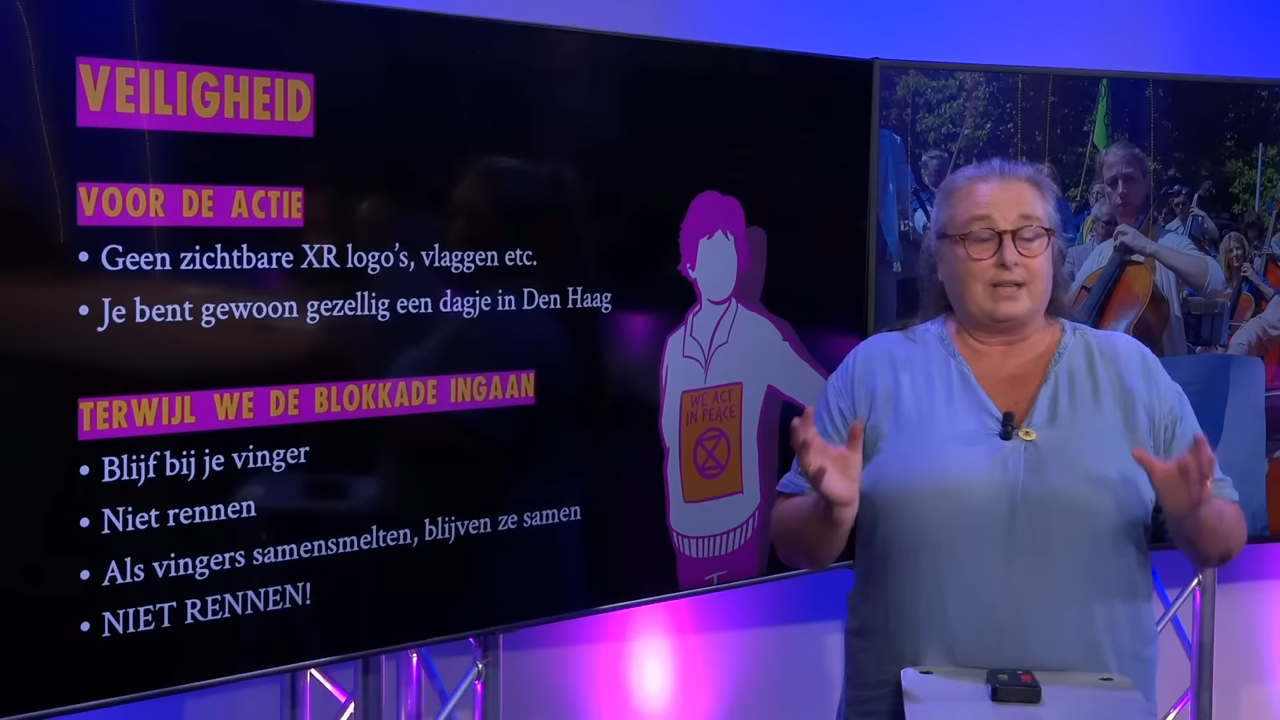 VEILIGHEID
VOOR DE ACTIE
• Geen zichtbare XR logo's, vlaggen etc.
• Je bent gewoon gezellig een dagje in Den Haag
TERWIJL WE DE BLOKKADE INGAAN
• Blijf bij je vinger
• Niet rennen
• Als vingers samensmelten, blijven ze samen
• NIET RENNEN!
WE ACT
IN PEACE